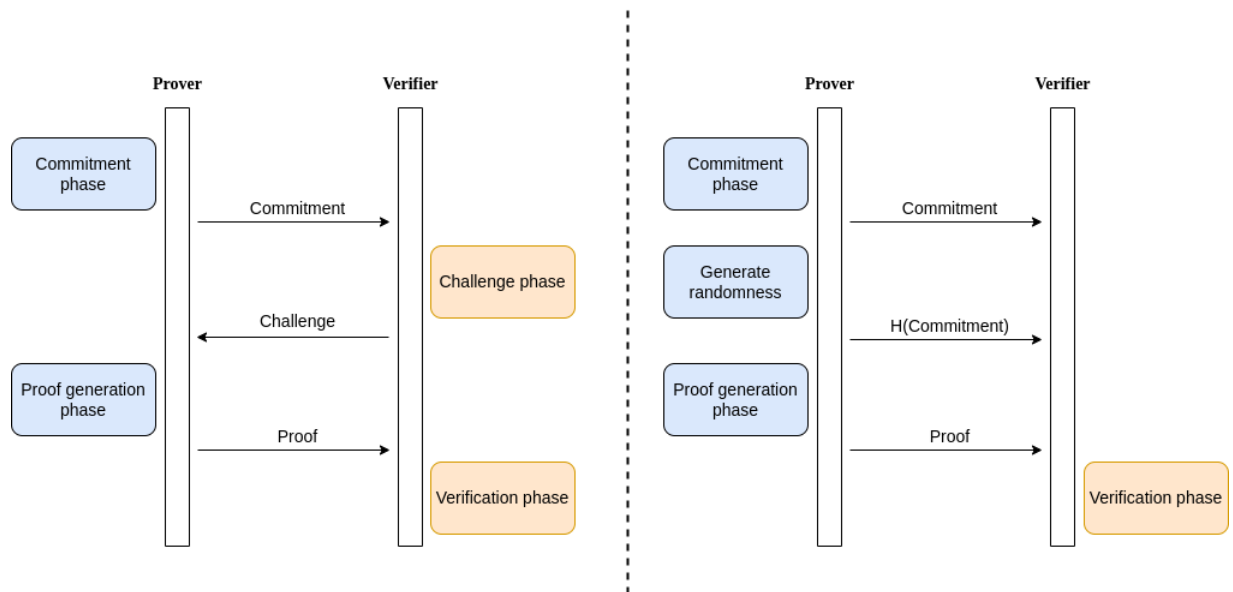 Prover
Verifier
Commitment
phase
Commitment
Challenge phase
Challenge
Proof generation
phase
Proof
Verification phase
Prover
Verifier
Commitment
phase
Commitment
Generate
randomness
H(Commitment)
Proof generation
phase
Proof
Verification phase